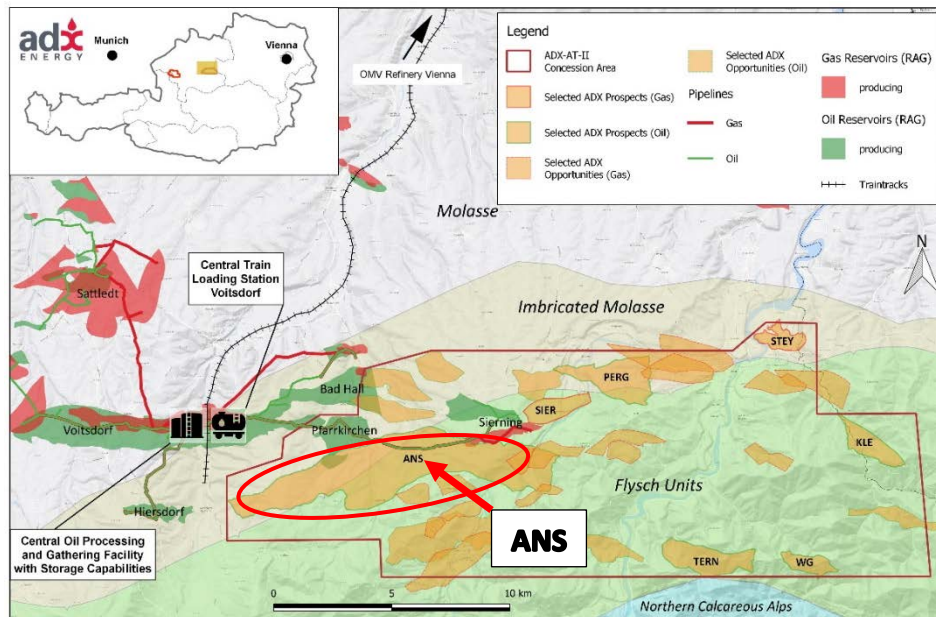 adx
ENERGY
Munich
Vienna
OMV Refinery Vienna
Legend
ADX-AT-II
Concession Area
Selected ADX Prospects (Gas)
Selected ADX Prospects (Oil)
Selected ADX
Opportunities (Gas)
Selected ADX
Opportunities (Oil)
Pipelines
Gas
Oil
Gas Reservoirs (RAG)
producing
Oil Reservoirs (RAG)
producing
Traintracks
N
Molasse
Imbricated Molasse
Central Train
Loading Station
Voitsdorf
Sattledt
STEY
PERG
Bad Hall
SIER
Voitsdorf
Pfarrkirchen
Sierning
KLE
ANS
Flysch Units
Hiersdorf
ANS
Central Oil Processing
and Gathering Facility
with Storage Capabilities
TERN
WG
0
5
10 km
Northern Calcareous Alps